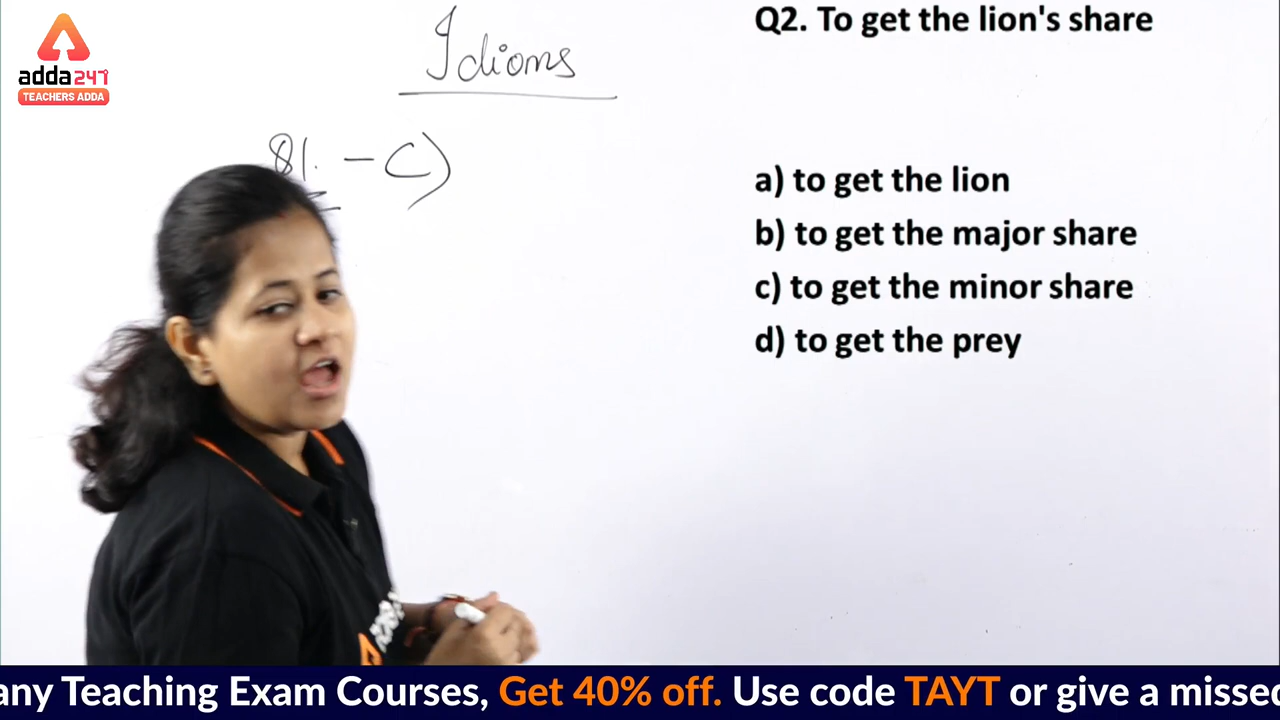 adda247
TEACHERS ADDA
Idioms
81. - C)
Q2. To get the lion's share
a) to get the lion
b) to get the major share
c) to get the minor share
d) to get the prey
any Teaching Exam Courses, Get 40% off. Use code TAYT or give a missed